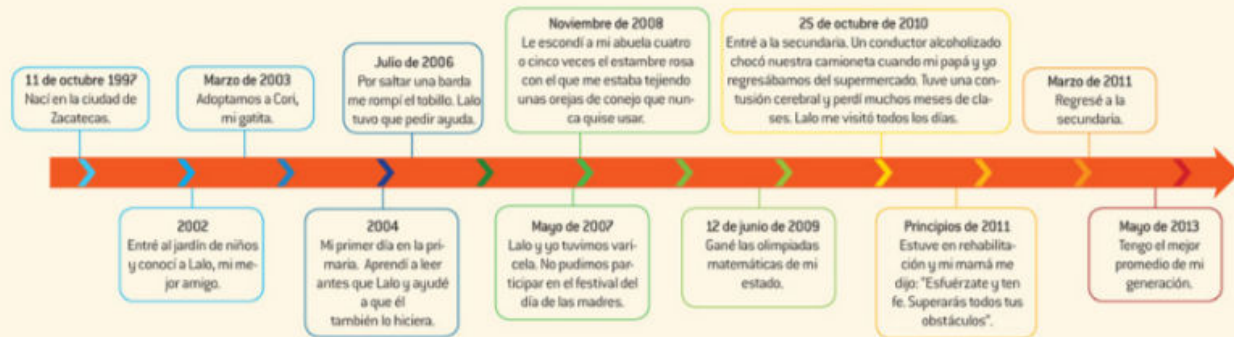 11 de octubre 1997
Nací en la ciudad de
Zacatecas.
2002
Entré al jardín de niños
y conocí a Lalo, mi me-
jor amigo.
Marzo de 2003
Adoptamos a Cori,
mi gatita.
2004
Mi primer día en la pri-
maria. Aprendí a leer
antes que Lalo y ayudé
a que él
también lo hiciera.
Julio de 2006
Por saltar una barda
me rompí el tobillo. Lalo
tuvo que pedir ayuda.
Mayo de 2007
Lalo y yo tuvimos vari-
cela. No pudimos par-
ticipar en el festival del
día de las madres.
Noviembre de 2008
Le escondí a mi abuela cuatro
o cinco veces el estambre rosa
con el que me estaba tejiendo
unas orejas de conejo que nun-
ca quise usar.
12 de junio de 2009
Gané las olimpiadas
matemáticas de mi
estado.
25 de octubre de 2010
Entré a la secundaria. Un conductor alcoholizado
chocó nuestra camioneta cuando mi papá y yo
regresábamos del supermercado. Tuve una con-
tusión cerebral y perdí muchos meses de cla-
ses. Lalo me visitó todos los días.
Principios de 2011
Estuve en rehabilita-
ción y mi mamá me
dijo: "Esfuérzate y ten
fe. Superarás todos tus
obstáculos".
Marzo de 2011
Regresé a la
secundaria.
Mayo de 2013
Tengo el mejor
promedio de mi
generación.